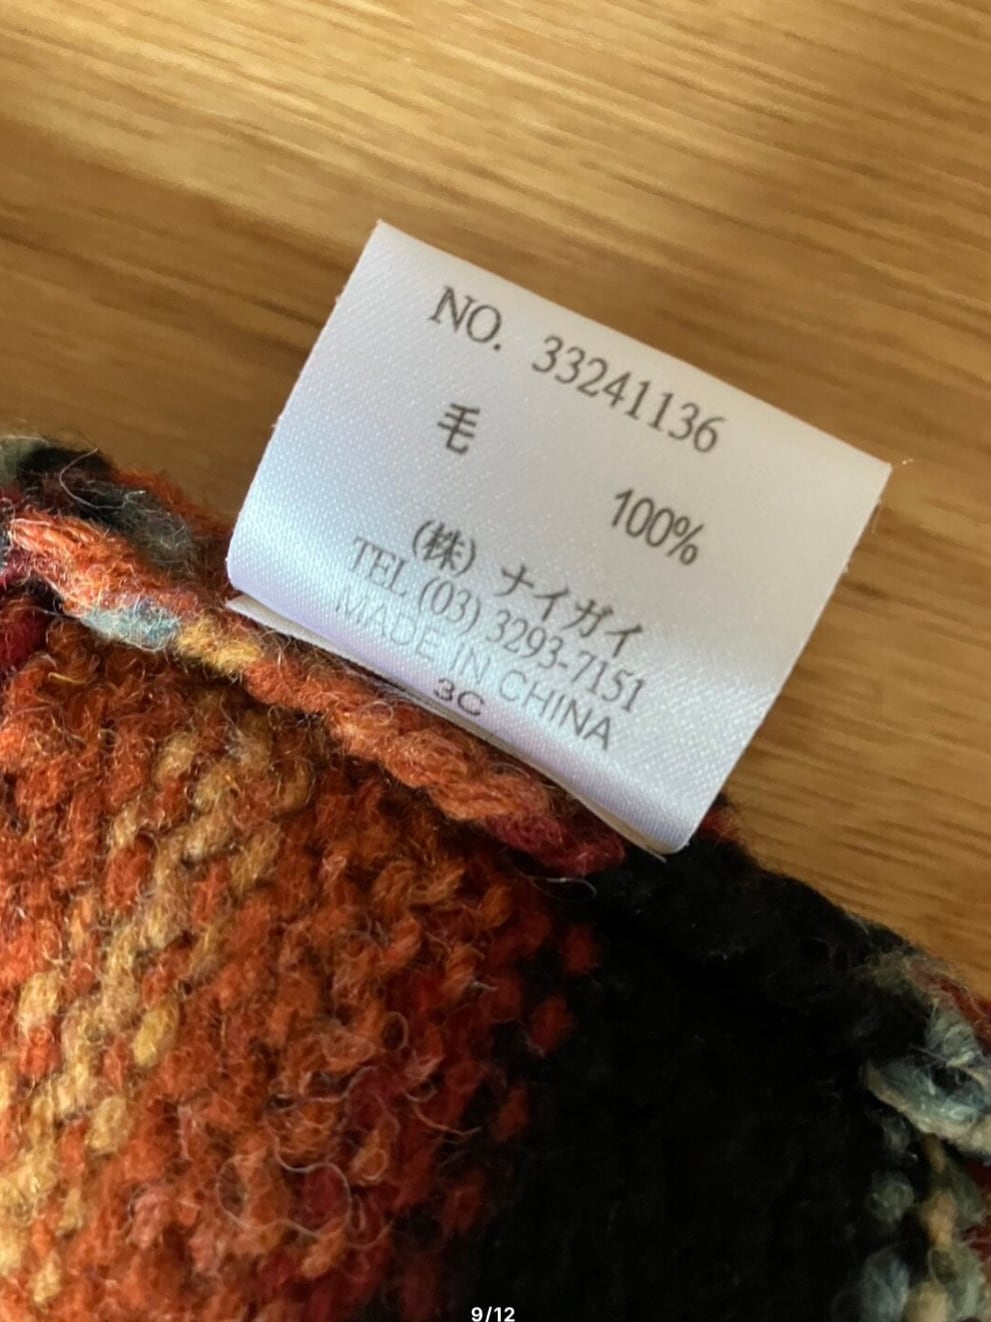 NO. 33241136
毛 100%
(株) ナイガイ
TEL (03) 3293-7151
MADE IN CHINA
3C
9/12